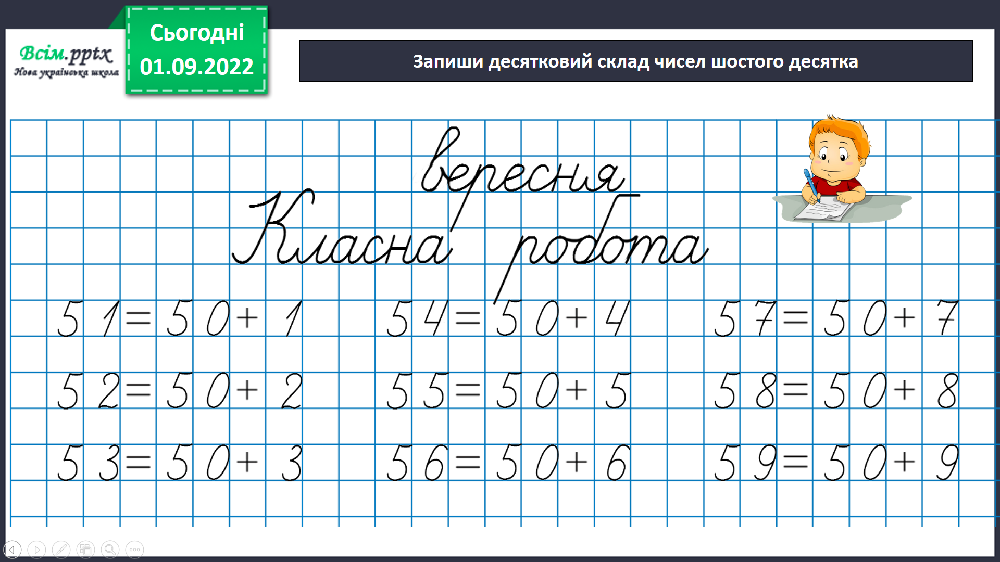 Всім.pptx
Нова українська школа
Сьогодні
01.09.2022
Запиши десятковий склад чисел шостого десятка
вересня
Класна робота
51=50+1 54=50+4 57=50+7
52=50+2 55=50+5 58=50+8
53=50+3 56=50+6 59=50+9